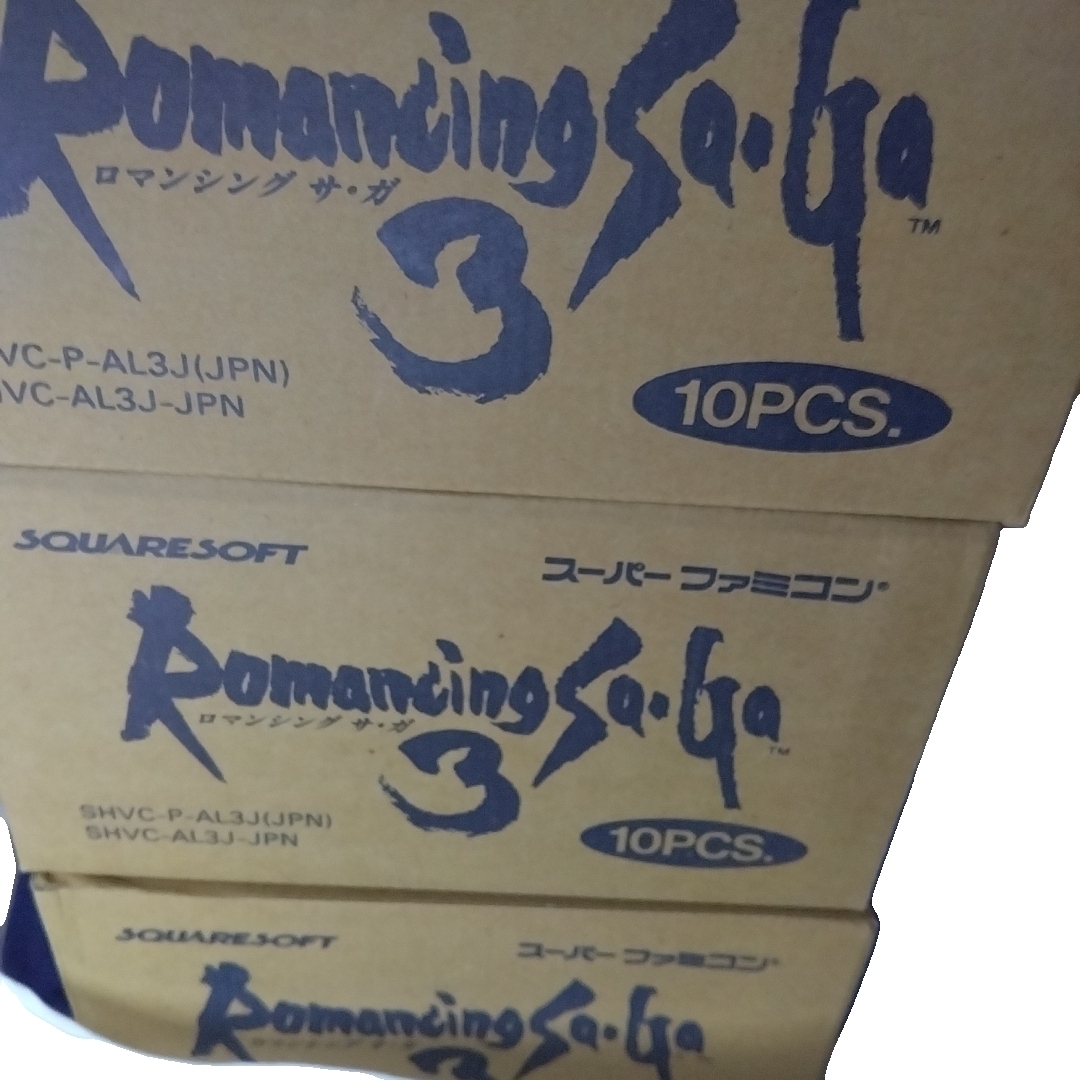 Romancing Sa·Ga
ロマンシング サ・ガ
3
TM
VC-P-AL3J(JPN)
VC-AL3J-JPN
10PCS.
SQUARESOFT
スーパー ファミコン®
Romancing Sa·Ga
ロマンシング サ・ガ
3
TM
SHVC-P-AL3J(JPN)
SHVC-AL3J-JPN
10PCS.
SQUARESOFT
スーパー ファミコン®
Romancing Sa·Ga
3